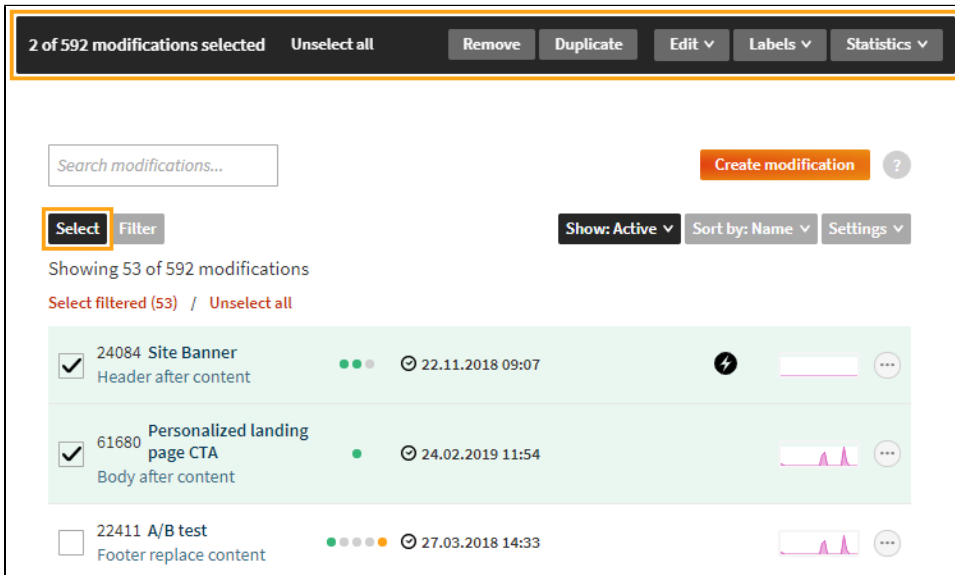 2 of 592 modifications selected Unselect all Remove Duplicate Edit Labels Statistics
Search modifications...
Create modification ?
Select Filter Show: Active Sort by: Name Settings
Showing 53 of 592 modifications
Select filtered (53) / Unselect all
24084 Site Banner
Header after content
22.11.2018 09:07
61680 Personalized landing
page CTA
Body after content
24.02.2019 11:54
22411 A/B test
Footer replace content
27.03.2018 14:33